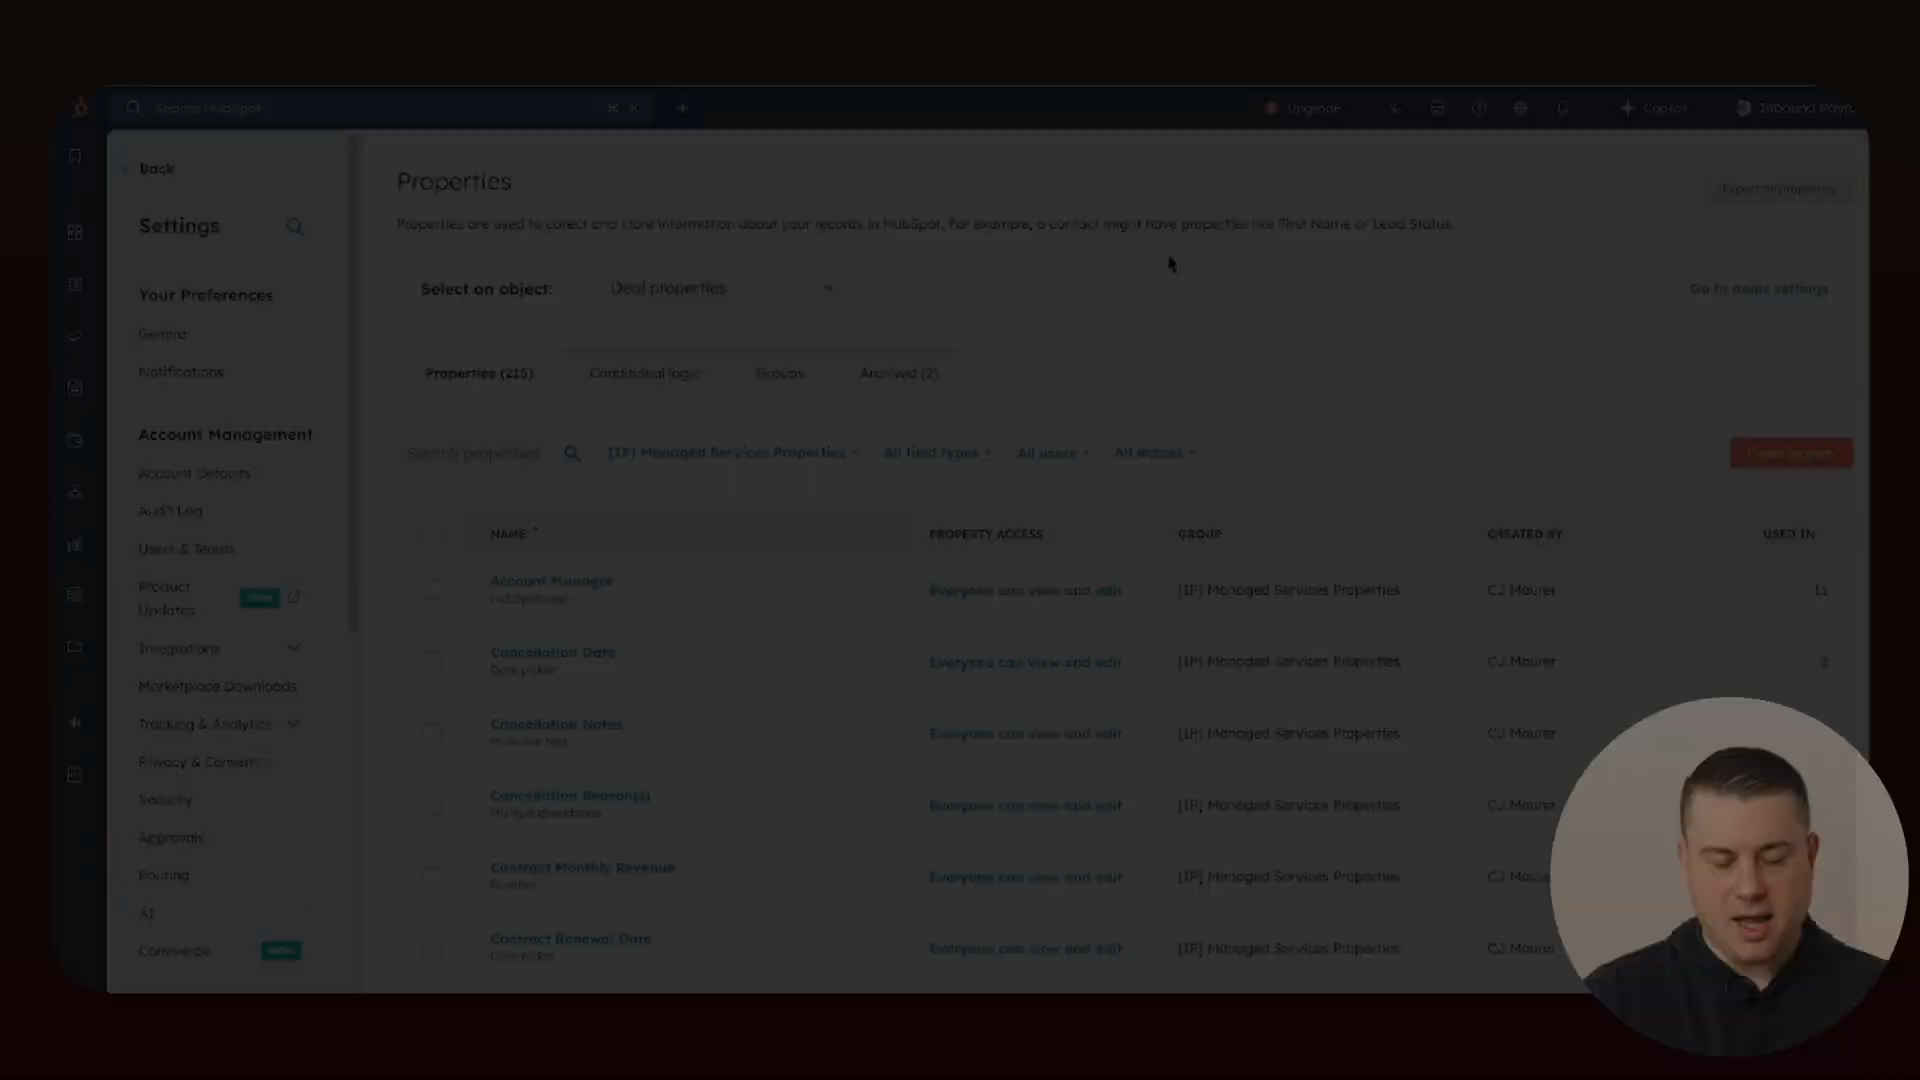 Search HubSpot
Upgrade
Copilot
Inbound Payr.
Back
Settings
Your Preferences
General
Notifications
Account Management
Account Defaults
Audit Log
Users & Teams
Product
Updates
NEW
Integrations
Marketplace Downloads
Tracking & Analytics
Privacy & Consent
Security
Approvals
Routing
AI
Commerce
NEW
Properties
Export all properties
Properties are used to collect and store information about your records in HubSpot. For example, a contact might have properties like First Name or Lead Status.
Select an object:
Deal properties
Go to deals settings
Properties (215)
Conditional logic
Groups
Archived (2)
Search properties
[IP] Managed Services Properties
All field types
All users
All access
Create property
NAME
PROPERTY ACCESS
GROUP
CREATED BY
USED IN
Account Manager
HubSpot user
Everyone can view and edit
[IP] Managed Services Properties
CJ Maurer
11
Cancellation Date
Date picker
Everyone can view and edit
[IP] Managed Services Properties
CJ Maurer
2
Cancellation Notes
Multi-line text
Everyone can view and edit
[IP] Managed Services Properties
CJ Maurer
Cancellation Reason(s)
Multiple checkboxes
Everyone can view and edit
[IP] Managed Services Properties
CJ Maurer
Contract Monthly Revenue
Number
Everyone can view and edit
[IP] Managed Services Properties
CJ Maurer
Contract Renewal Date
Date picker
Everyone can view and edit
[IP] Managed Services Properties
CJ Maurer